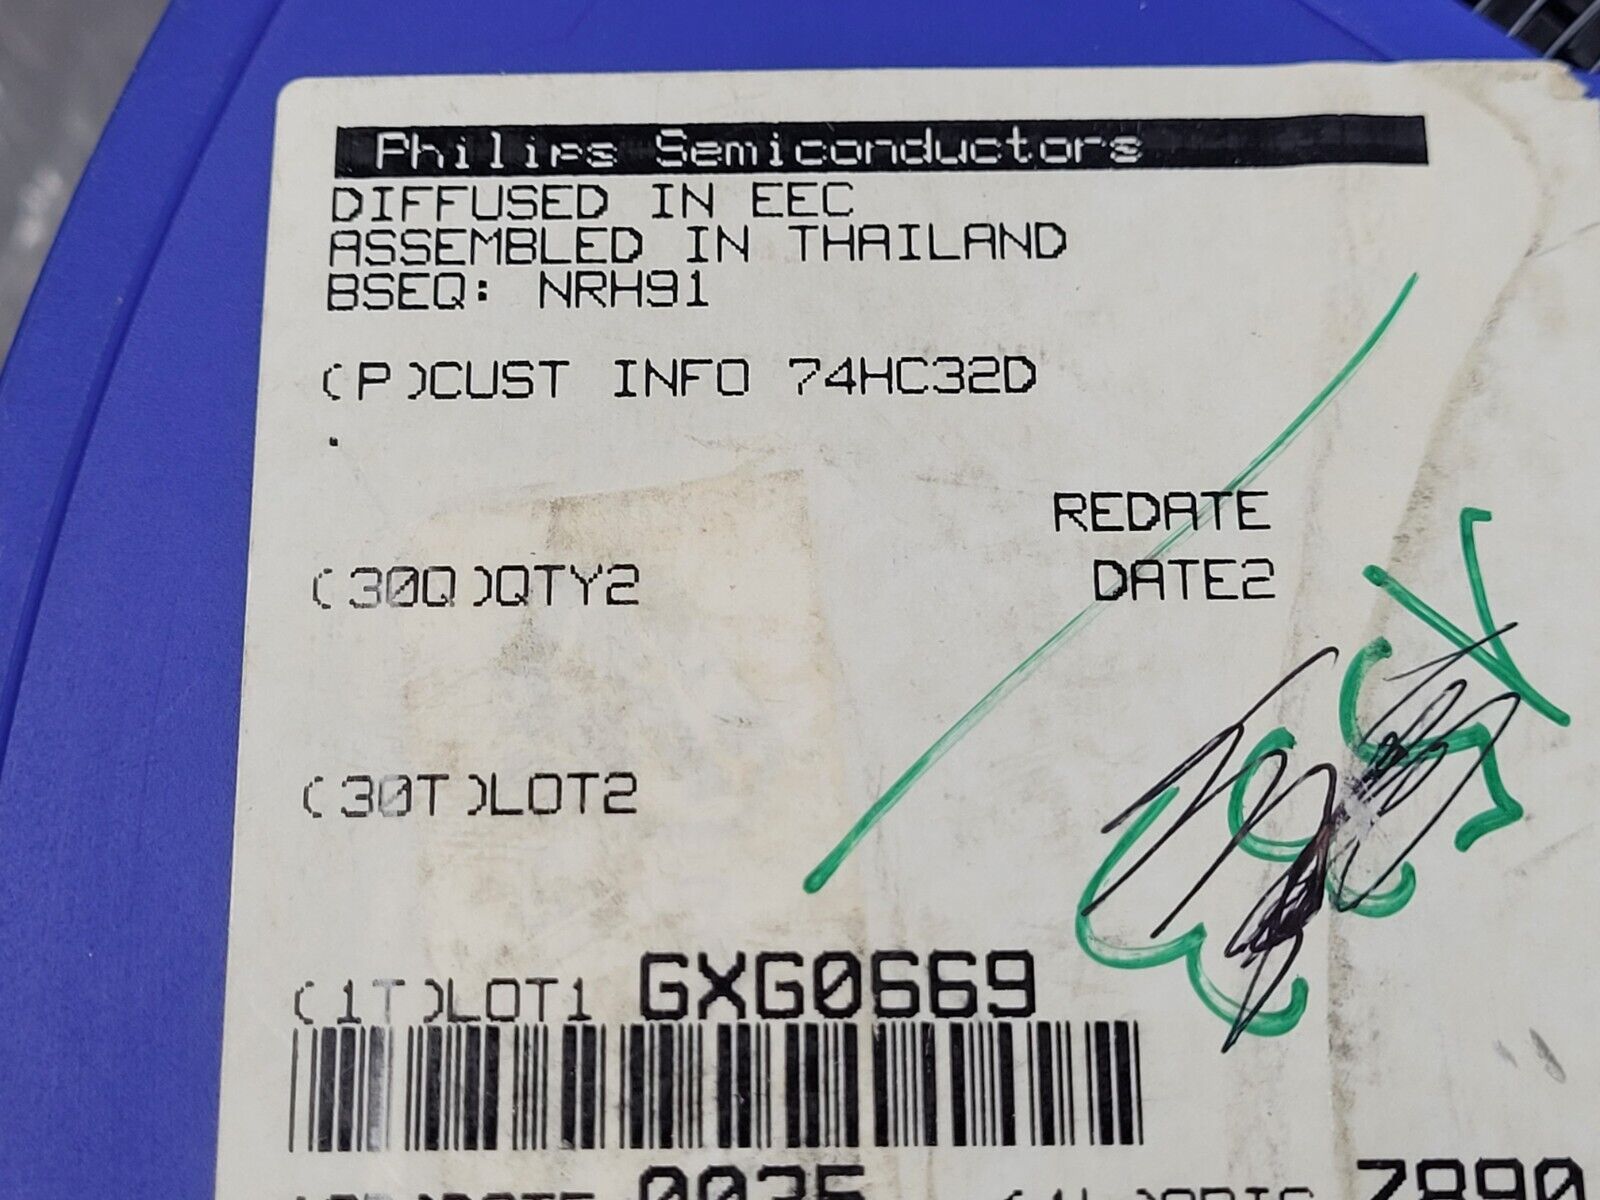 Philips Semiconductors
DIFFUSED IN EEC
ASSEMBLED IN THAILAND
BSEQ: NRH91
(P)CUST INFO 74HC32D
.
REDATE
(30Q)QTY2 DATE2
(30T)LOT2
(1T)LOT1 GXG0669